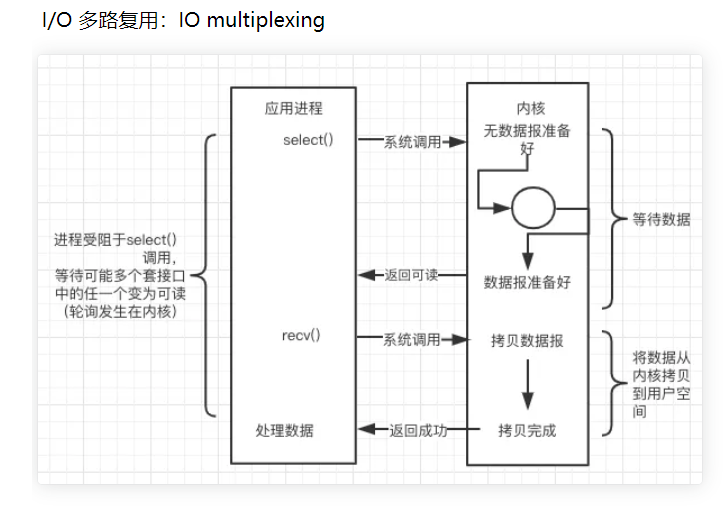 I/O 多路复用：IO multiplexing
应用进程
内核
select()
系统调用
无数据报准备
好
等待数据
进程受阻于select()
调用，
等待可能多个套接口
中的任一个变为可读
（轮询发生在内核）
返回可读
数据报准备好
recv()
系统调用
拷贝数据报
将数据从
内核拷贝
到用户空
间
处理数据
返回成功
拷贝完成